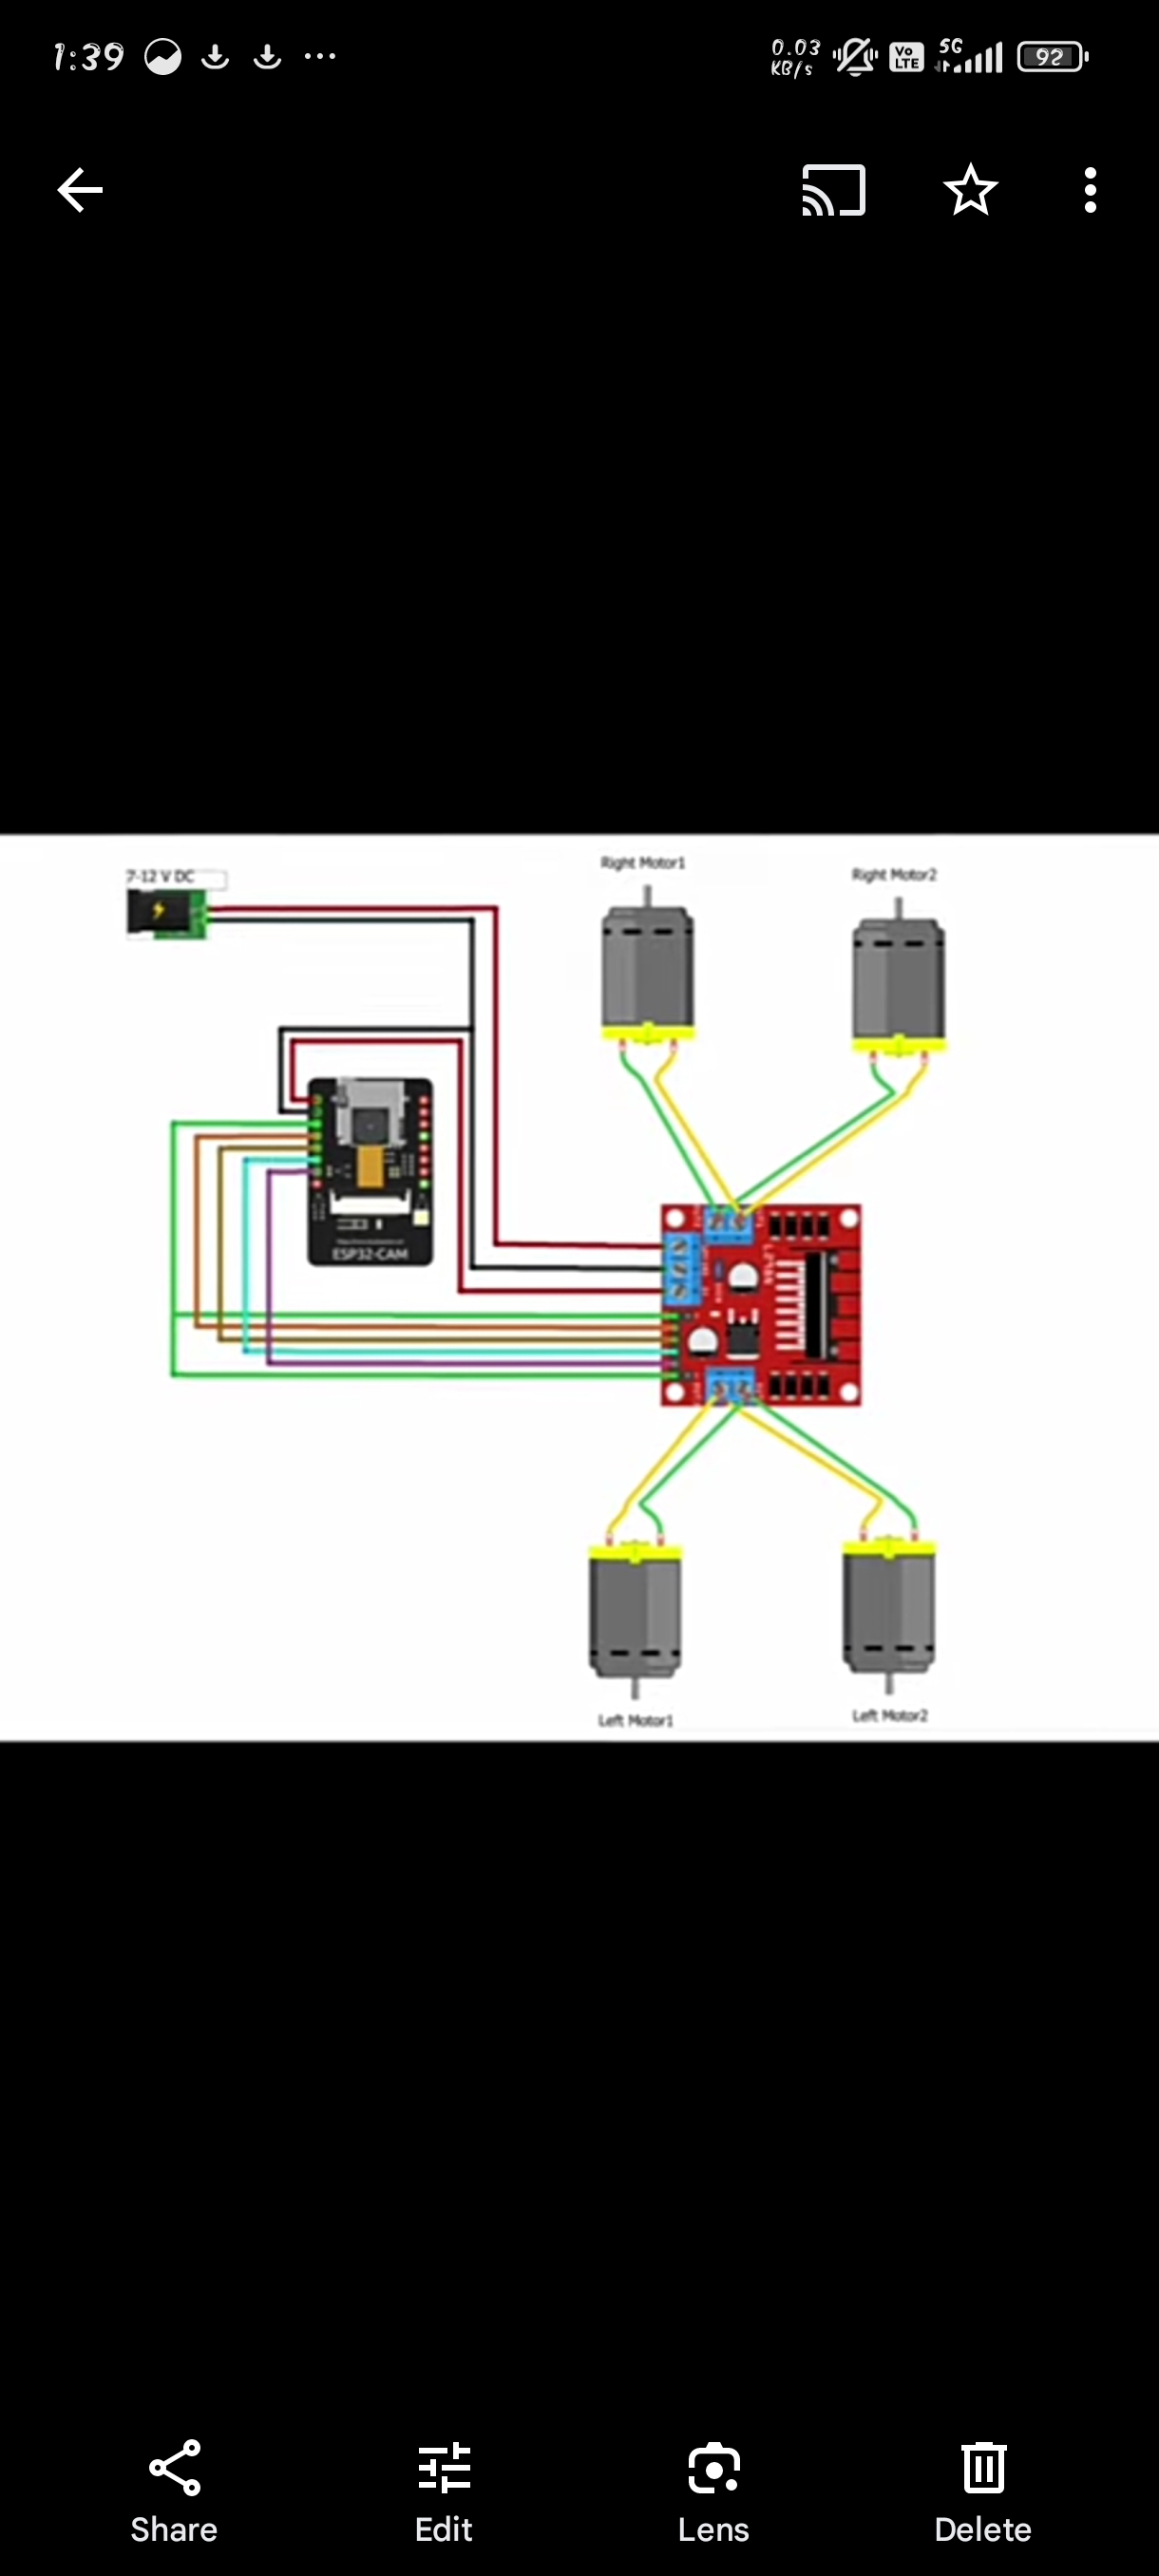 1:39
0.03
KB/s
Vo
LTE
5G
92
7-12 V DC
Right Motor1
Right Motor2
ESP32-CAM
Left Motor1
Left Motor2
Share
Edit
Lens
Delete